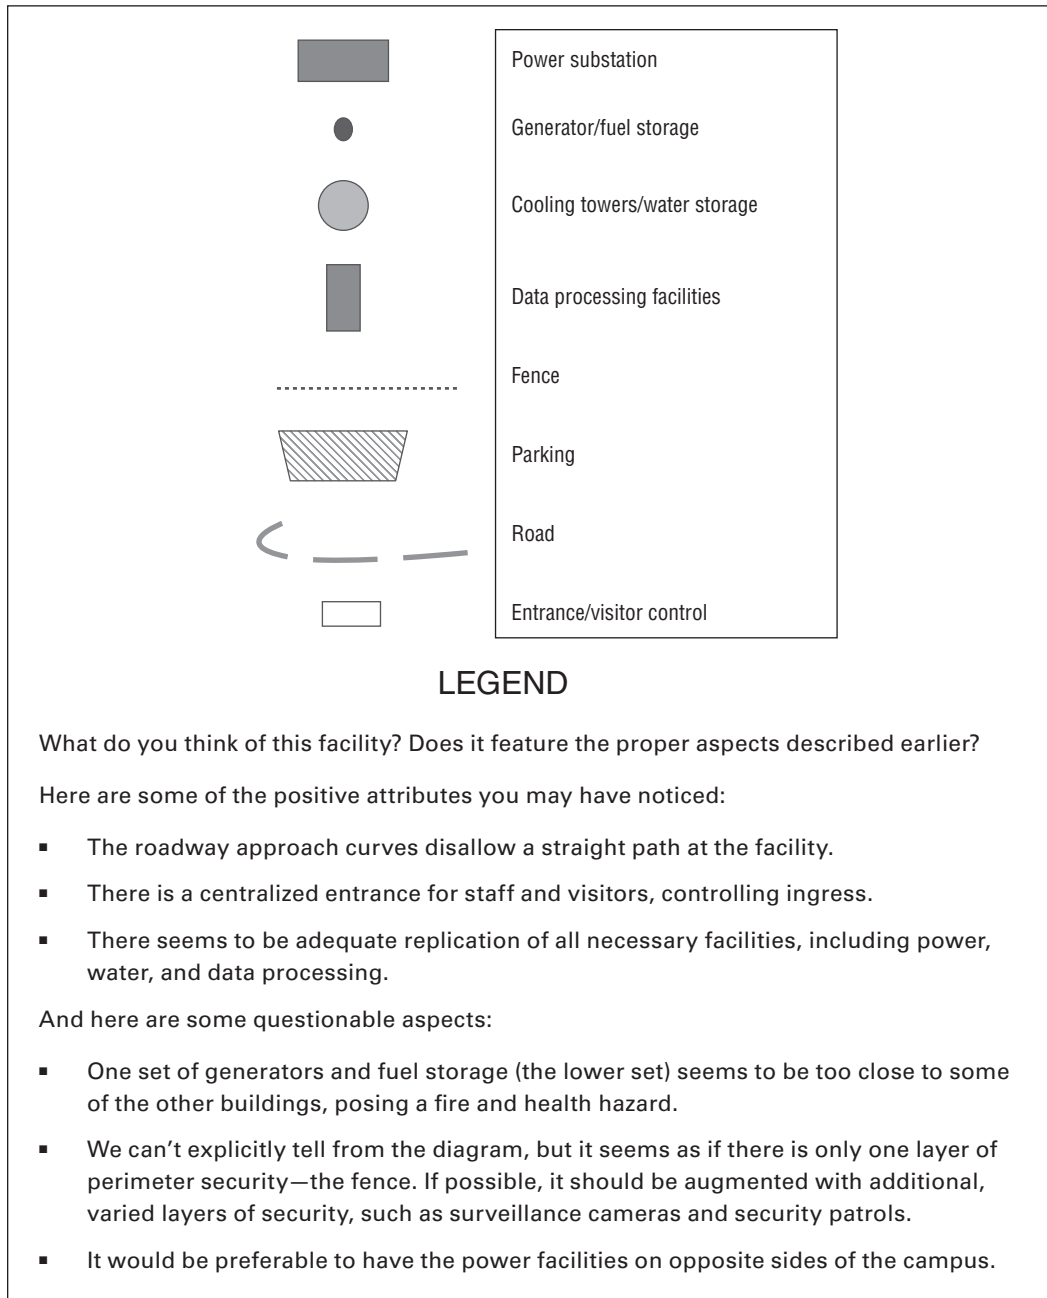 Power substation
Generator/fuel storage
Cooling towers/water storage
Data processing facilities
Fence
Parking
Road
Entrance/visitor control
LEGEND
What do you think of this facility? Does it feature the proper aspects described earlier?
Here are some of the positive attributes you may have noticed:
▪ The roadway approach curves disallow a straight path at the facility.
▪ There is a centralized entrance for staff and visitors, controlling ingress.
▪ There seems to be adequate replication of all necessary facilities, including power,
water, and data processing.
And here are some questionable aspects:
▪ One set of generators and fuel storage (the lower set) seems to be too close to some
of the other buildings, posing a fire and health hazard.
▪ We can’t explicitly tell from the diagram, but it seems as if there is only one layer of
perimeter security—the fence. If possible, it should be augmented with additional,
varied layers of security, such as surveillance cameras and security patrols.
▪ It would be preferable to have the power facilities on opposite sides of the campus.